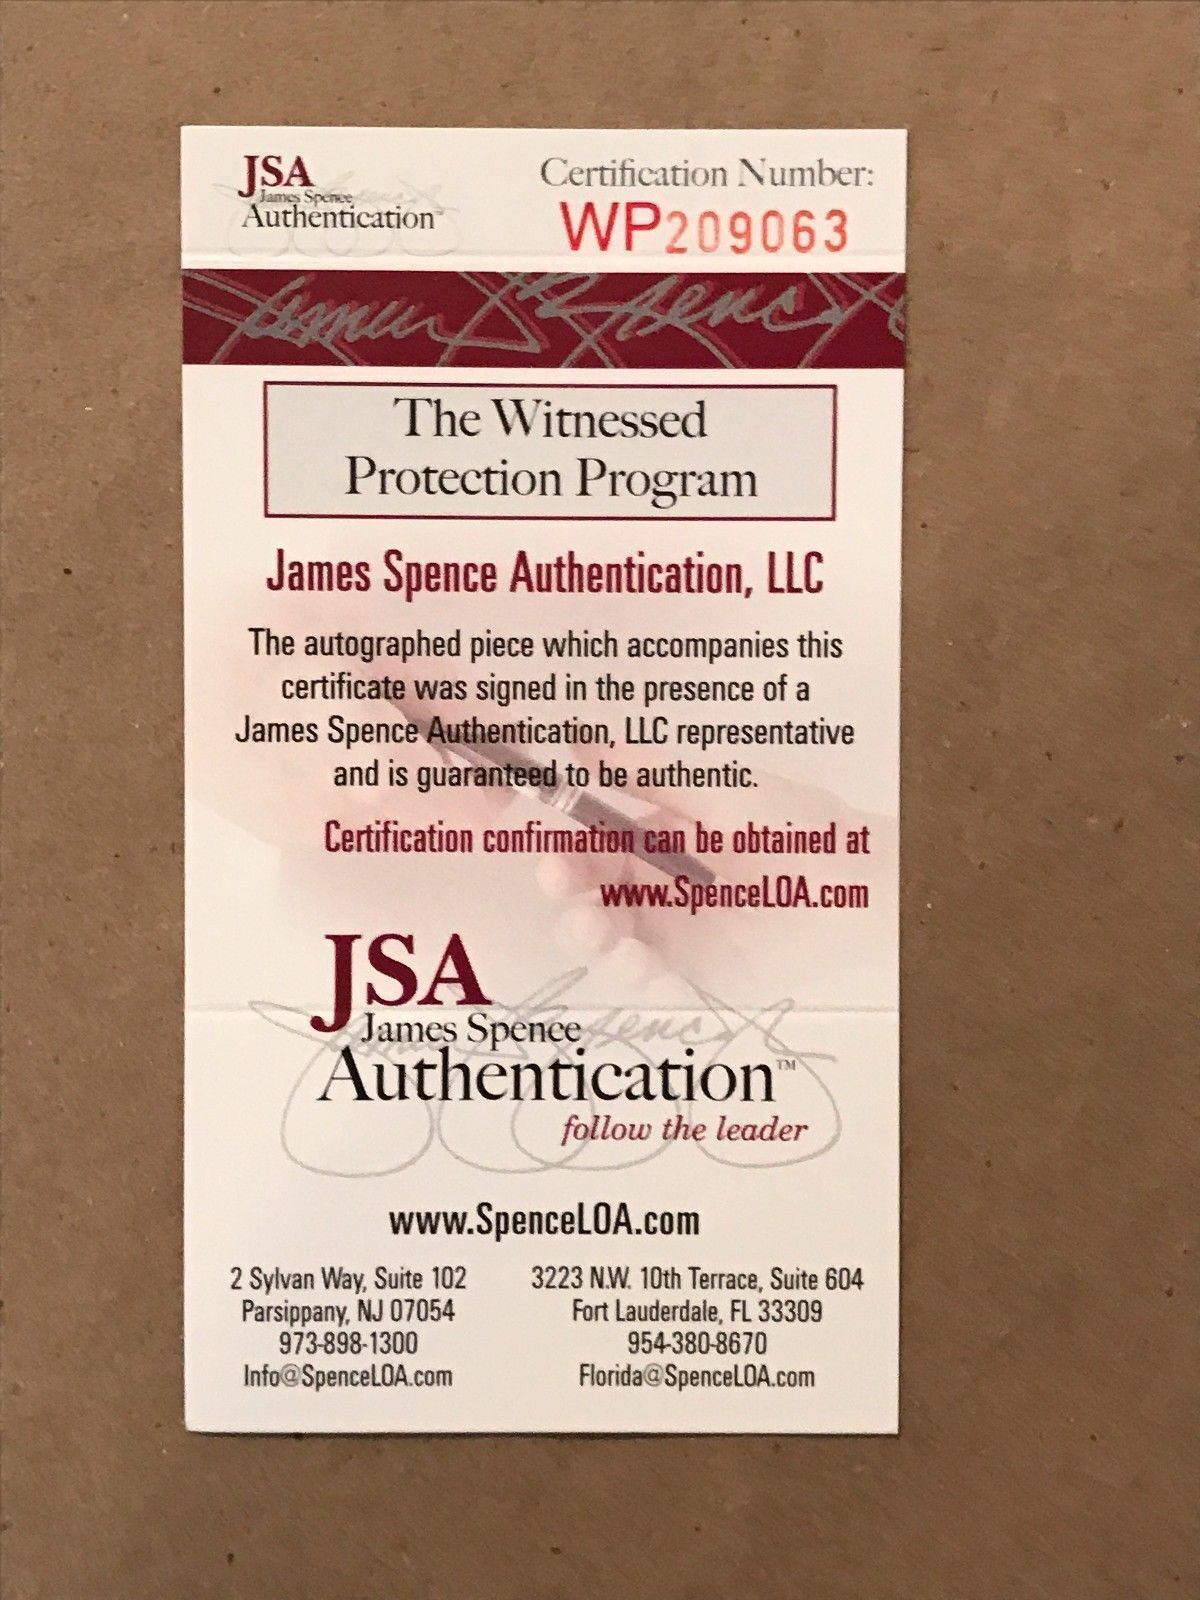 JSA
James Spence
Authentication™
Certification Number:
WP209063
James Spence
The Witnessed
Protection Program
James Spence Authentication, LLC
The autographed piece which accompanies this
certificate was signed in the presence of a
James Spence Authentication, LLC representative
and is guaranteed to be authentic.
Certification confirmation can be obtained at
www.SpenceLOA.com
JSA
James Spence
Authentication™
follow the leader
www.SpenceLOA.com
2 Sylvan Way, Suite 102
Parsippany, NJ 07054
973-898-1300
Info@SpenceLOA.com
3223 N.W. 10th Terrace, Suite 604
Fort Lauderdale, FL 33309
954-380-8670
Florida@SpenceLOA.com